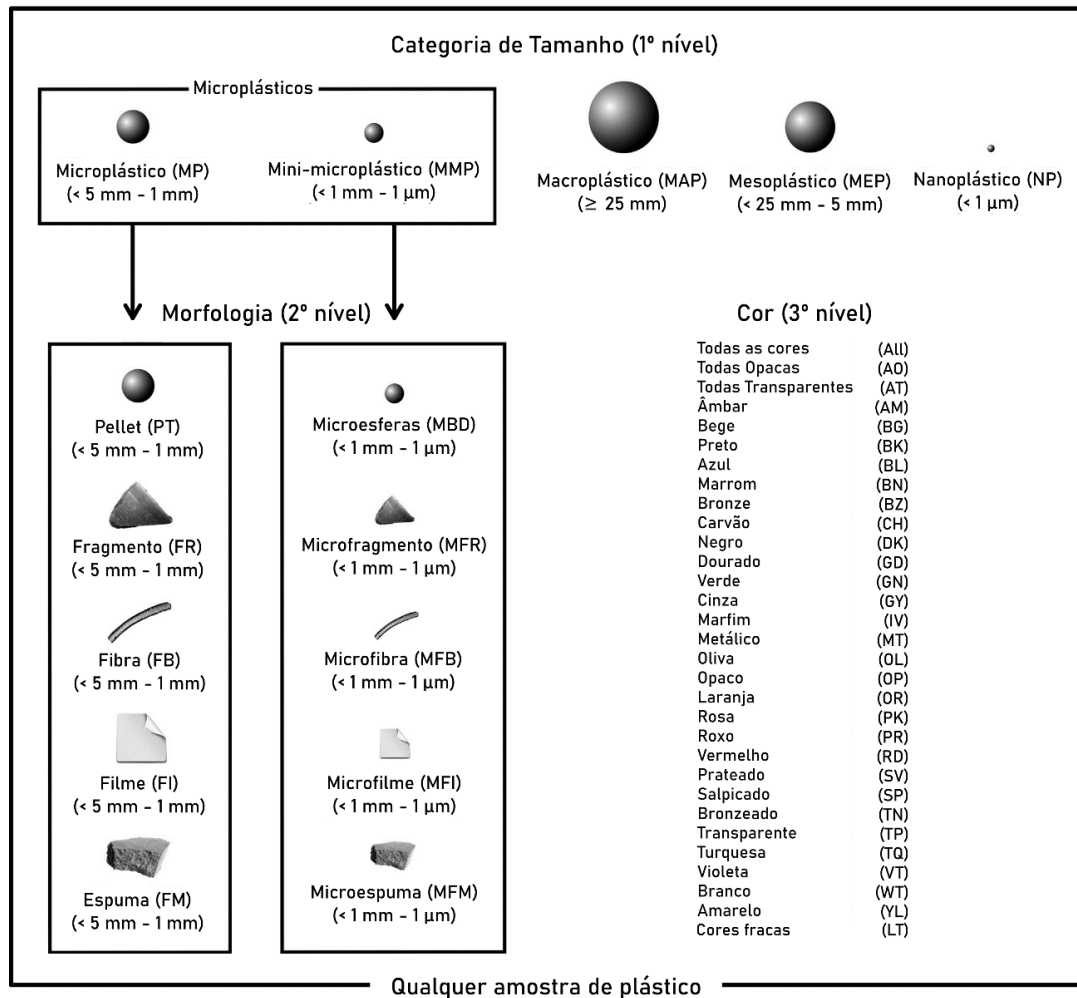 Categoria de Tamanho (1º nível)
Microplásticos
Microplástico (MP)
(< 5 mm - 1 mm)
Mini-microplástico (MMP)
(< 1 mm - 1 µm)
Macroplástico (MAP)
(≥ 25 mm)
Mesoplástico (MEP)
(< 25 mm - 5 mm)
Nanoplástico (NP)
(< 1 µm)
Morfologia (2º nível)
Pellet (PT)
(< 5 mm - 1 mm)
Fragmento (FR)
(< 5 mm - 1 mm)
Fibra (FB)
(< 5 mm - 1 mm)
Filme (FI)
(< 5 mm - 1 mm)
Espuma (FM)
(< 5 mm - 1 mm)
Microesferas (MBD)
(< 1 mm - 1 µm)
Microfragmento (MFR)
(< 1 mm - 1 µm)
Microfibra (MFB)
(< 1 mm - 1 µm)
Microfilme (MFI)
(< 1 mm - 1 µm)
Microespuma (MFM)
(< 1 mm - 1 µm)
Cor (3º nível)
Todas as cores (All)
Todas Opacas (AO)
Todas Transparentes (AT)
Âmbar (AM)
Bege (BG)
Preto (BK)
Azul (BL)
Marrom (BN)
Bronze (BZ)
Carvão (CH)
Negro (DK)
Dourado (GD)
Verde (GN)
Cinza (GY)
Marfim (IV)
Metálico (MT)
Oliva (OL)
Opaco (OP)
Laranja (OR)
Rosa (PK)
Roxo (PR)
Vermelho (RD)
Prateado (SV)
Salpicado (SP)
Bronzeado (TN)
Transparente (TP)
Turquesa (TQ)
Violeta (VT)
Branco (WT)
Amarelo (YL)
Cores fracas (LT)
Qualquer amostra de plástico